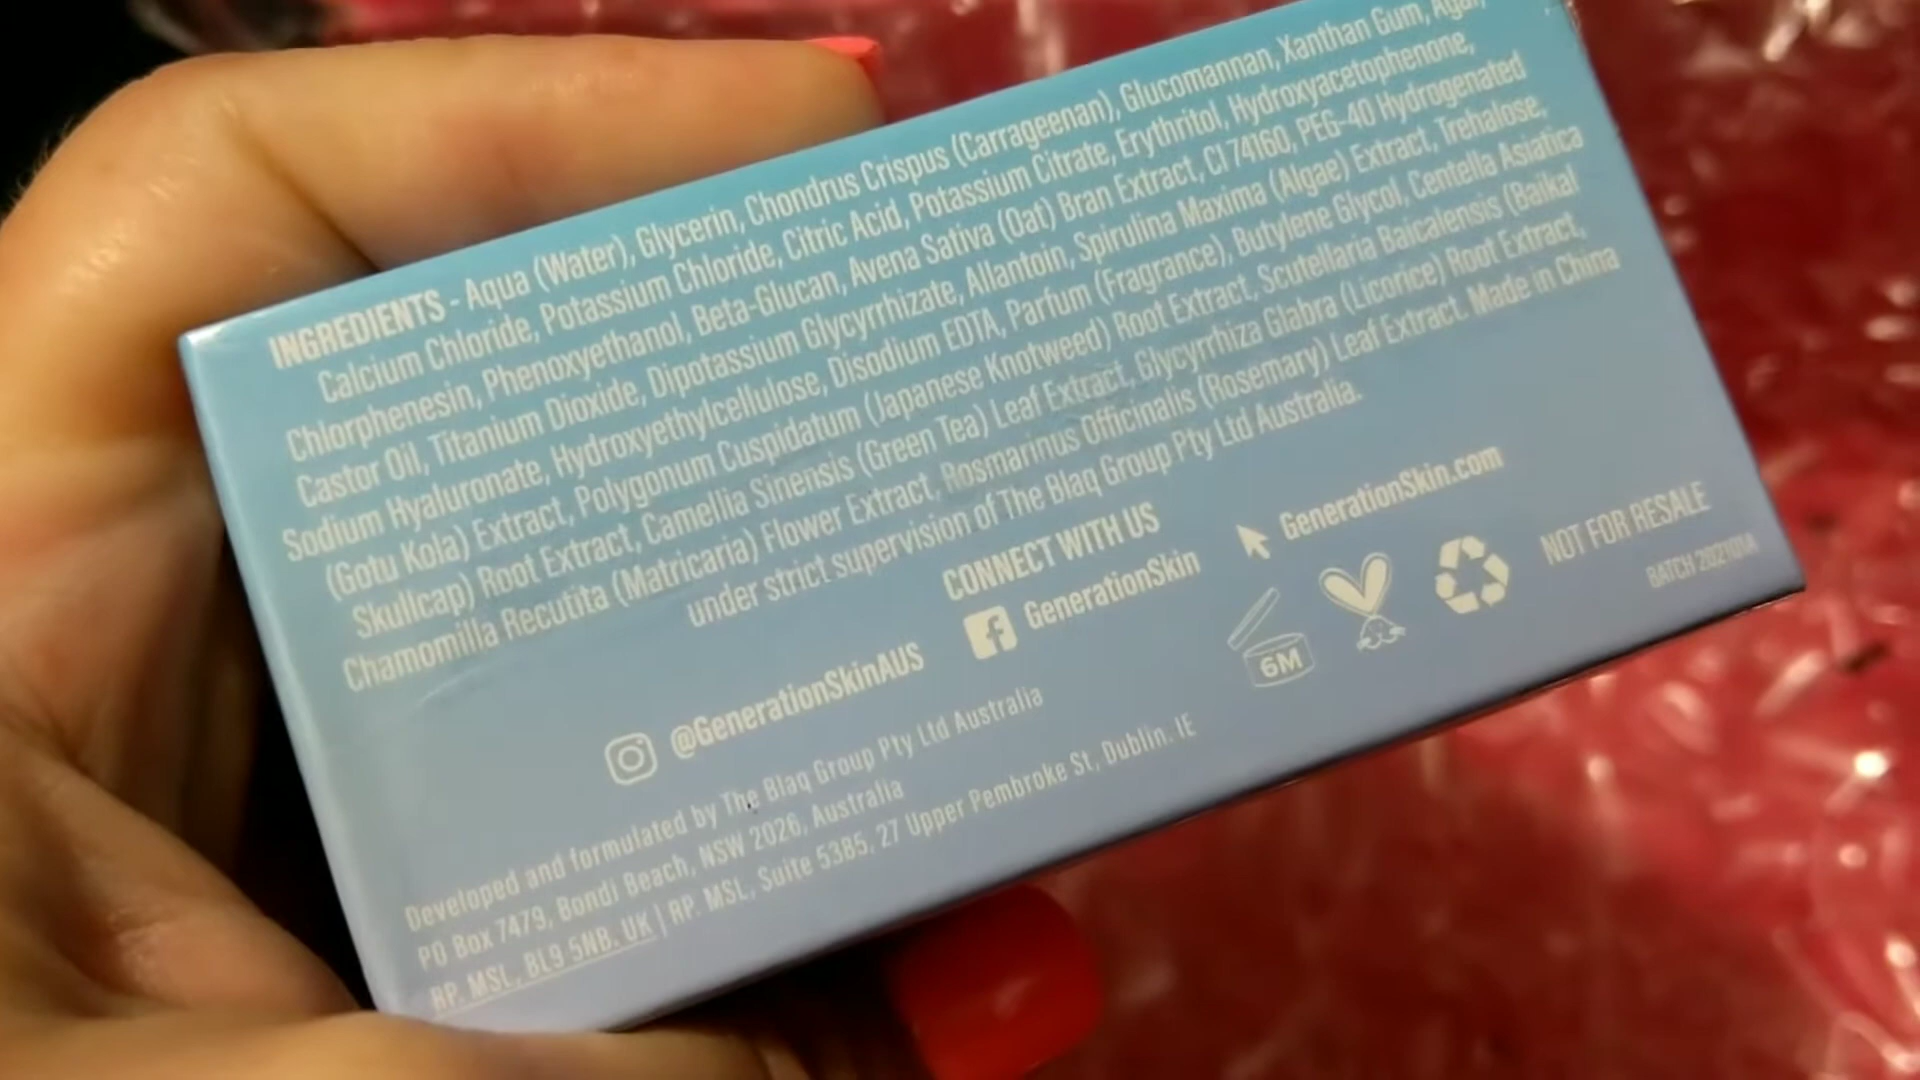 INGREDIENTS - Aqua (Water), Glycerin, Chondrus Crispus (Carrageenan), Glucomannan, Xanthan Gum, Agar,
Calcium Chloride, Potassium Chloride, Citric Acid, Potassium Citrate, Erythritol, Hydroxyacetophenone,
Chlorphenesin, Phenoxyethanol, Beta-Glucan, Avena Sativa (Oat) Bran Extract, CI 74160, PEG-40 Hydrogenated
Castor Oil, Titanium Dioxide, Dipotassium Glycyrrhizate, Allantoin, Spirulina Maxima (Algae) Extract, Trehalose,
Sodium Hyaluronate, Hydroxyethylcellulose, Disodium EDTA, Parfum (Fragrance), Butylene Glycol, Centella Asiatica
(Gotu Kola) Extract, Polygonum Cuspidatum (Japanese Knotweed) Root Extract, Scutellaria Baicalensis (Baikal
Skullcap) Root Extract, Camellia Sinensis (Green Tea) Leaf Extract, Glycyrrhiza Glabra (Licorice) Root Extract,
Chamomilla Recutita (Matricaria) Flower Extract, Rosmarinus Officinalis (Rosemary) Leaf Extract. Made in China
under strict supervision of The Blaq Group Pty Ltd Australia.
CONNECT WITH US
@GenerationSkinAUS GenerationSkin GenerationSkin.com
Developed and formulated by The Blaq Group Pty Ltd Australia
PO Box 7479, Bondi Beach, NSW 2026, Australia
RP. MSL, BL9 5NB. UK | RP. MSL, Suite 5385, 27 Upper Pembroke St, Dublin. IE
6M
NOT FOR RESALE
BATCH 2021014